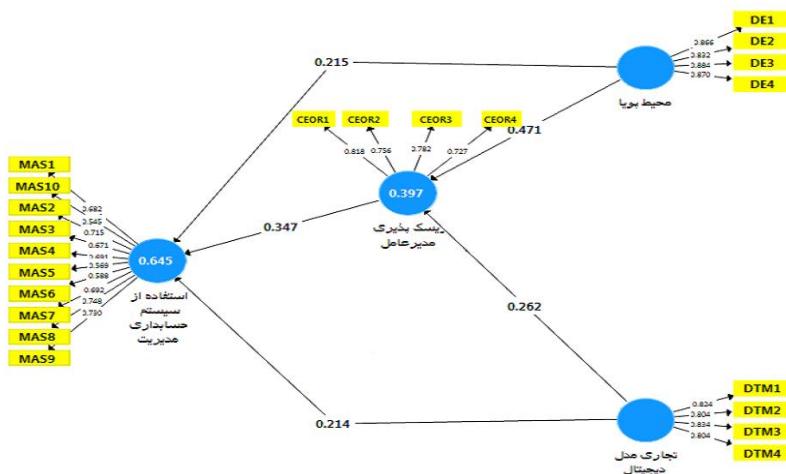 DE1
DE2
DE3
DE4
0.866
0.832
0.884
0.870
محیط پویا
0.215
0.471
CEOR1
CEOR2
CEOR3
CEOR4
0.818
0.756
0.782
0.727
0.397
ریسک پذیری
مدیرعامل
0.347
MAS1
MAS10
MAS2
MAS3
MAS4
MAS5
MAS6
MAS7
MAS8
MAS9
0.682
0.545
0.715
0.671
0.691
0.569
0.588
0.692
0.748
0.730
0.645
استفاده از
سیستم
حسابداری
مدیریت
0.262
0.214
DTM1
DTM2
DTM3
DTM4
0.824
0.804
0.834
0.804
تجاری مدل
دیجیتال